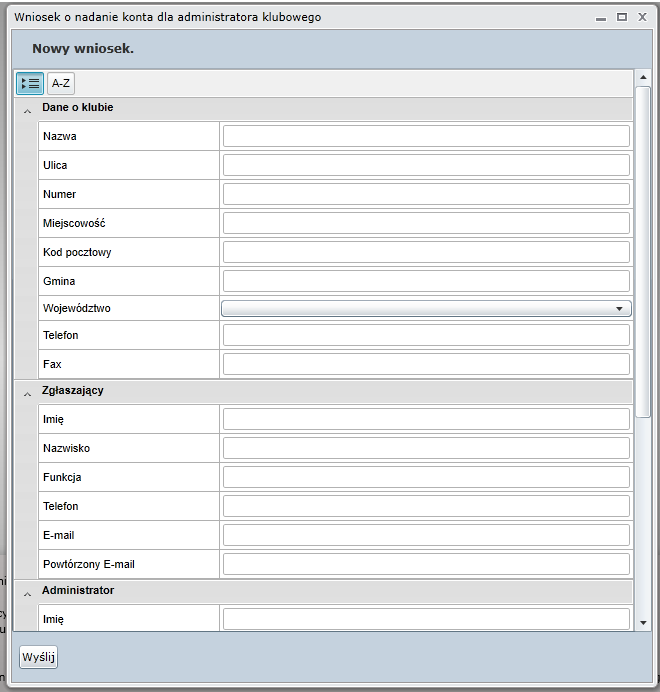 Wniosek o nadanie konta dla administratora klubowego
Nowy wniosek.
A-Z
Dane o klubie
Nazwa
Ulica
Numer
Miejscowość
Kod pocztowy
Gmina
Województwo
Telefon
Fax
Zgłaszający
Imię
Nazwisko
Funkcja
Telefon
E-mail
Powtórzony E-mail
Administrator
Imię
Wyślij